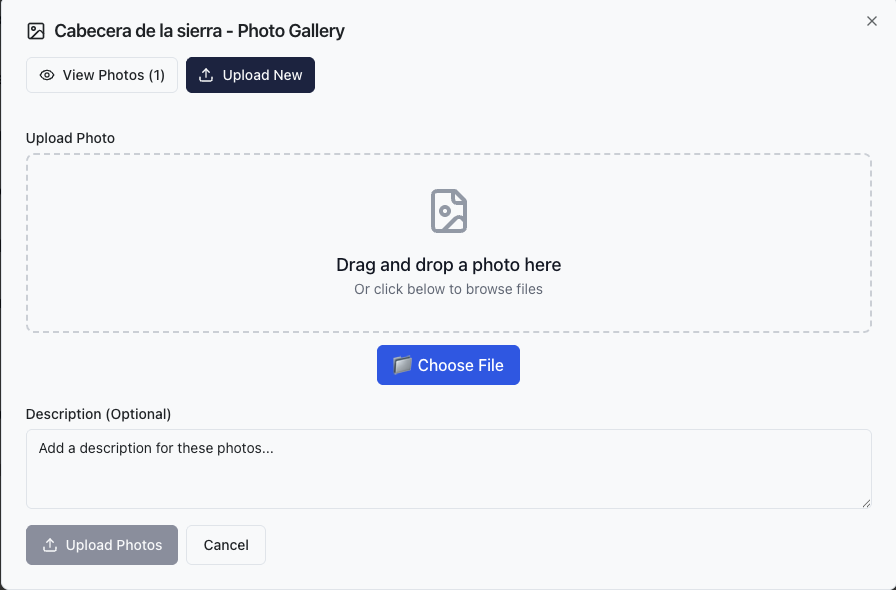 Cabecera de la sierra - Photo Gallery
View Photos (1)
Upload New
Upload Photo
Drag and drop a photo here
Or click below to browse files
Choose File
Description (Optional)
Add a description for these photos...
Upload Photos
Cancel